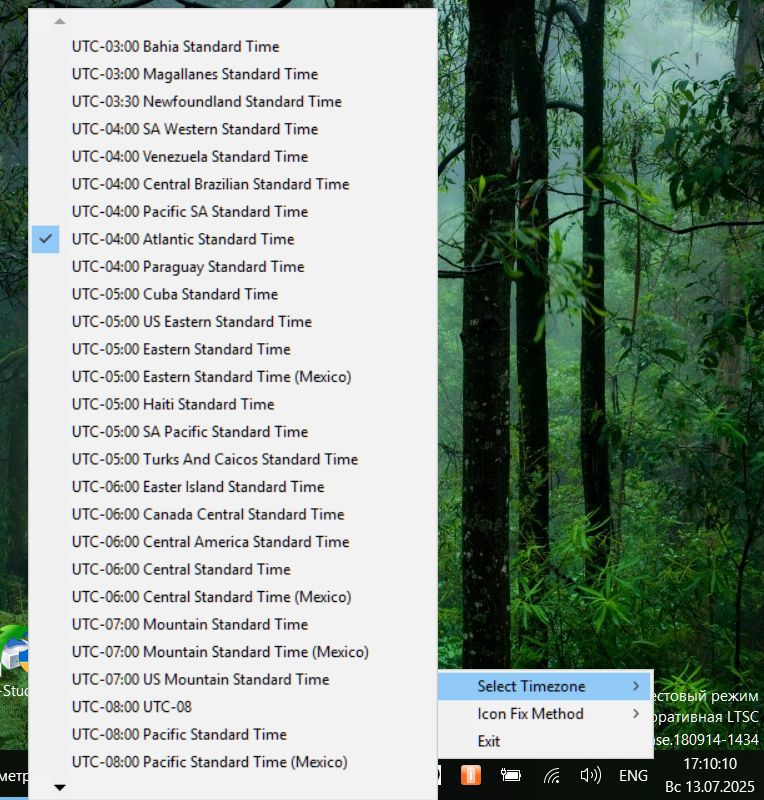 UTC-03:00 Bahia Standard Time
UTC-03:00 Magallanes Standard Time
UTC-03:30 Newfoundland Standard Time
UTC-04:00 SA Western Standard Time
UTC-04:00 Venezuela Standard Time
UTC-04:00 Central Brazilian Standard Time
UTC-04:00 Pacific SA Standard Time
UTC-04:00 Atlantic Standard Time
UTC-04:00 Paraguay Standard Time
UTC-05:00 Cuba Standard Time
UTC-05:00 US Eastern Standard Time
UTC-05:00 Eastern Standard Time
UTC-05:00 Eastern Standard Time (Mexico)
UTC-05:00 Haiti Standard Time
UTC-05:00 SA Pacific Standard Time
UTC-05:00 Turks And Caicos Standard Time
UTC-06:00 Easter Island Standard Time
UTC-06:00 Canada Central Standard Time
UTC-06:00 Central America Standard Time
UTC-06:00 Central Standard Time
UTC-06:00 Central Standard Time (Mexico)
UTC-07:00 Mountain Standard Time
UTC-07:00 Mountain Standard Time (Mexico)
UTC-07:00 US Mountain Standard Time
UTC-08:00 UTC-08
UTC-08:00 Pacific Standard Time
UTC-08:00 Pacific Standard Time (Mexico)
Select Timezone
Icon Fix Method
Exit
естовый режим
оративная LTSC
ase.180914-1434
-Stud
метр
ENG
17:10:10
Вс 13.07.2025